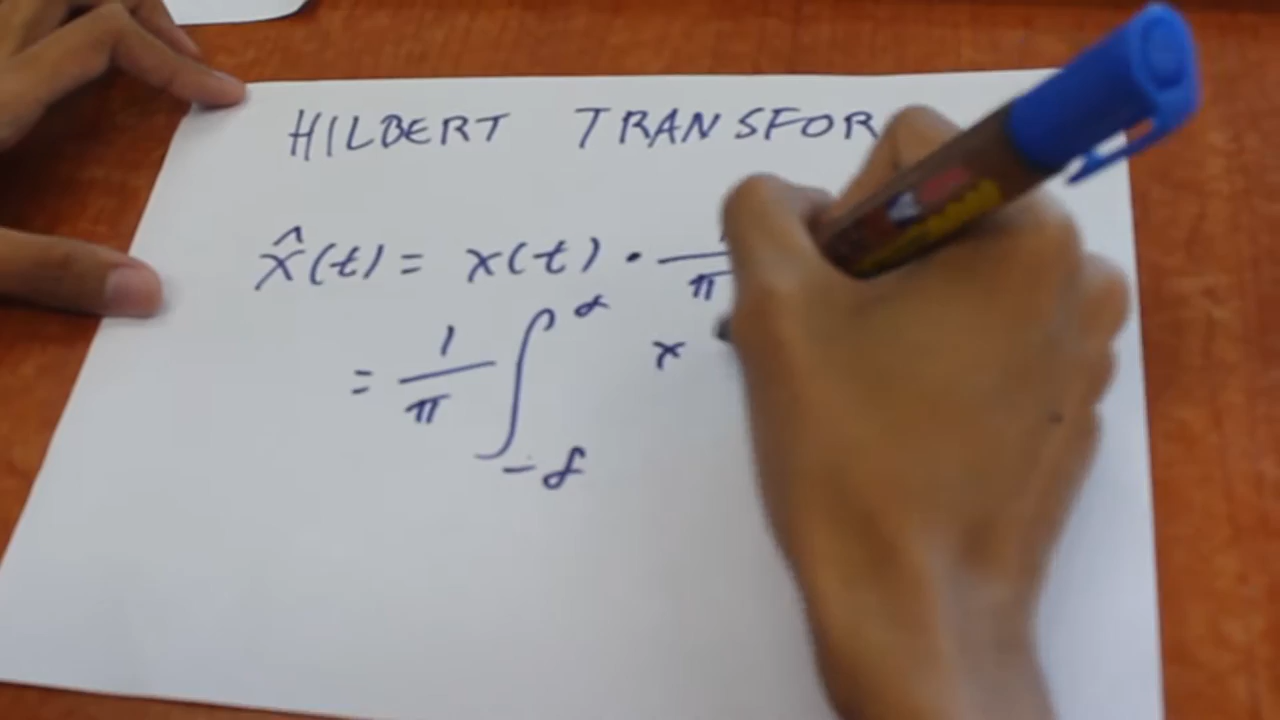 HILBERT TRANSFOR
x̂(t) = x(t) · —/π
= 1/π ∫ -∞ ∞ x